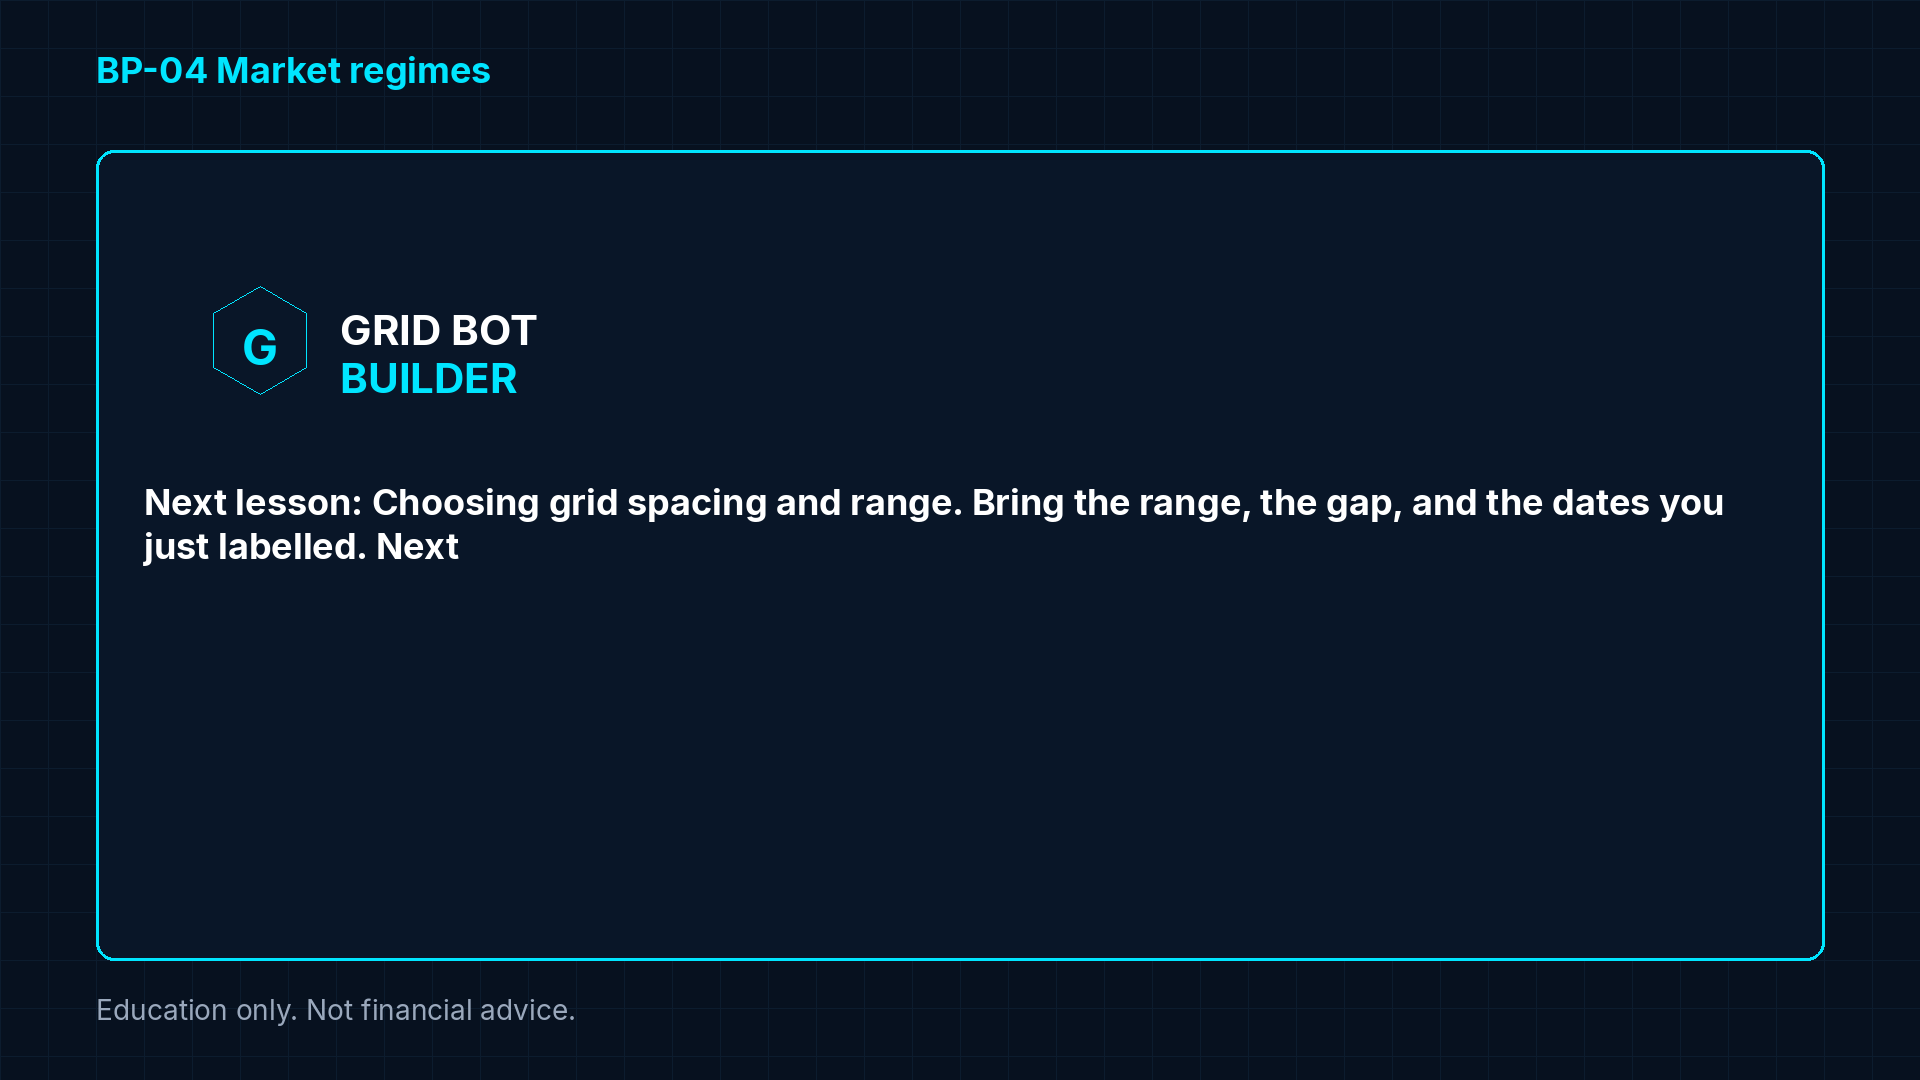 BP-04 Market regimes
G
GRID BOT
BUILDER
Next lesson: Choosing grid spacing and range. Bring the range, the gap, and the dates you
just labelled. Next
Education only. Not financial advice.